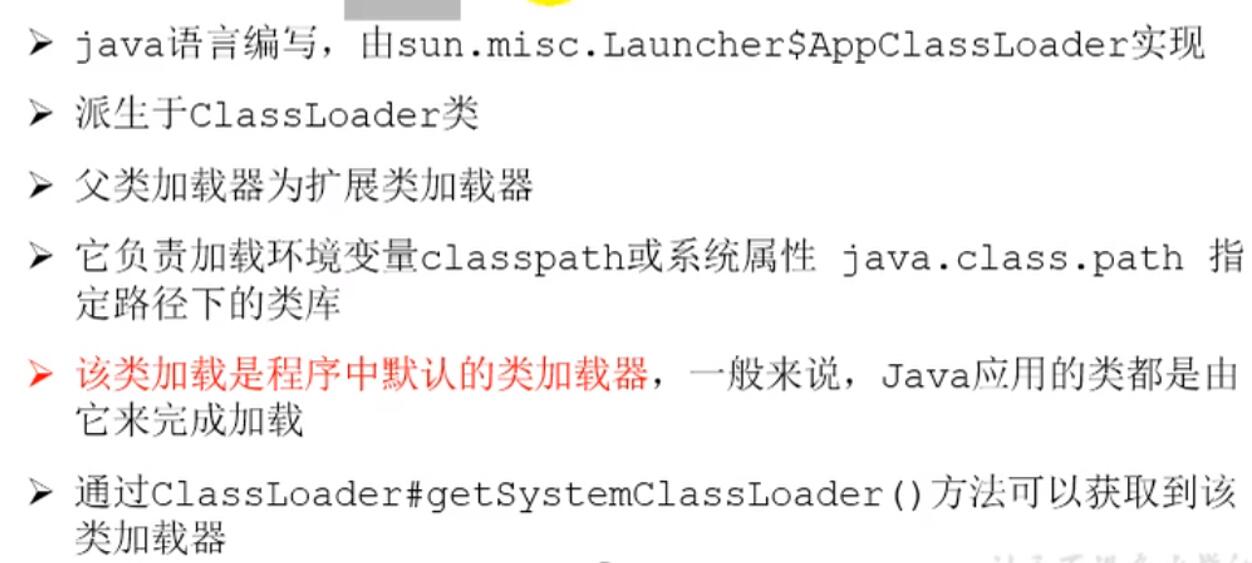 ➢ java语言编写，由sun.misc.Launcher$AppClassLoader实现
➢ 派生于ClassLoader类
➢ 父类加载器为扩展类加载器
➢ 它负责加载环境变量classpath或系统属性 java.class.path 指
定路径下的类库
➢ 该类加载是程序中默认的类加载器，一般来说，Java应用的类都是由
它来完成加载
➢ 通过ClassLoader#getSystemClassLoader()方法可以获取到该
类加载器